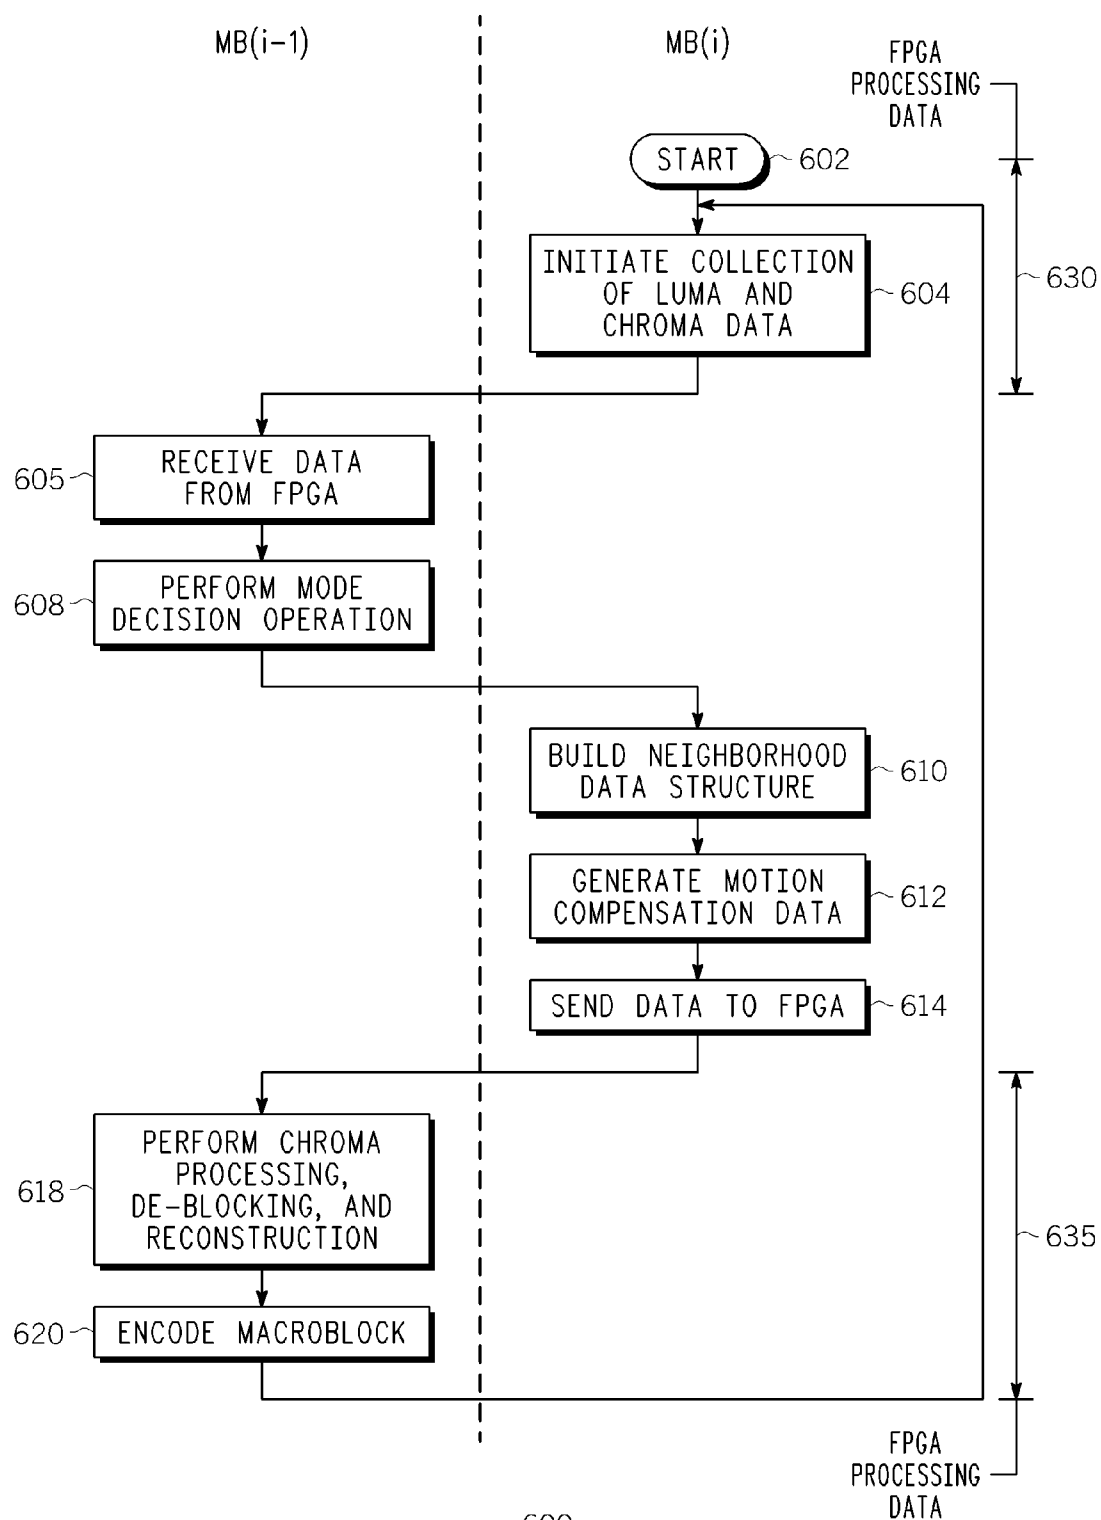 MB(i-1)
MB(i)
FPGA
PROCESSING
DATA
START
602
INITIATE COLLECTION
OF LUMA AND
CHROMA DATA
604
630
RECEIVE DATA
FROM FPGA
605
PERFORM MODE
DECISION OPERATION
608
BUILD NEIGHBORHOOD
DATA STRUCTURE
610
GENERATE MOTION
COMPENSATION DATA
612
SEND DATA TO FPGA
614
PERFORM CHROMA
PROCESSING,
DE-BLOCKING, AND
RECONSTRUCTION
618
635
ENCODE MACROBLOCK
620
FPGA
PROCESSING
DATA